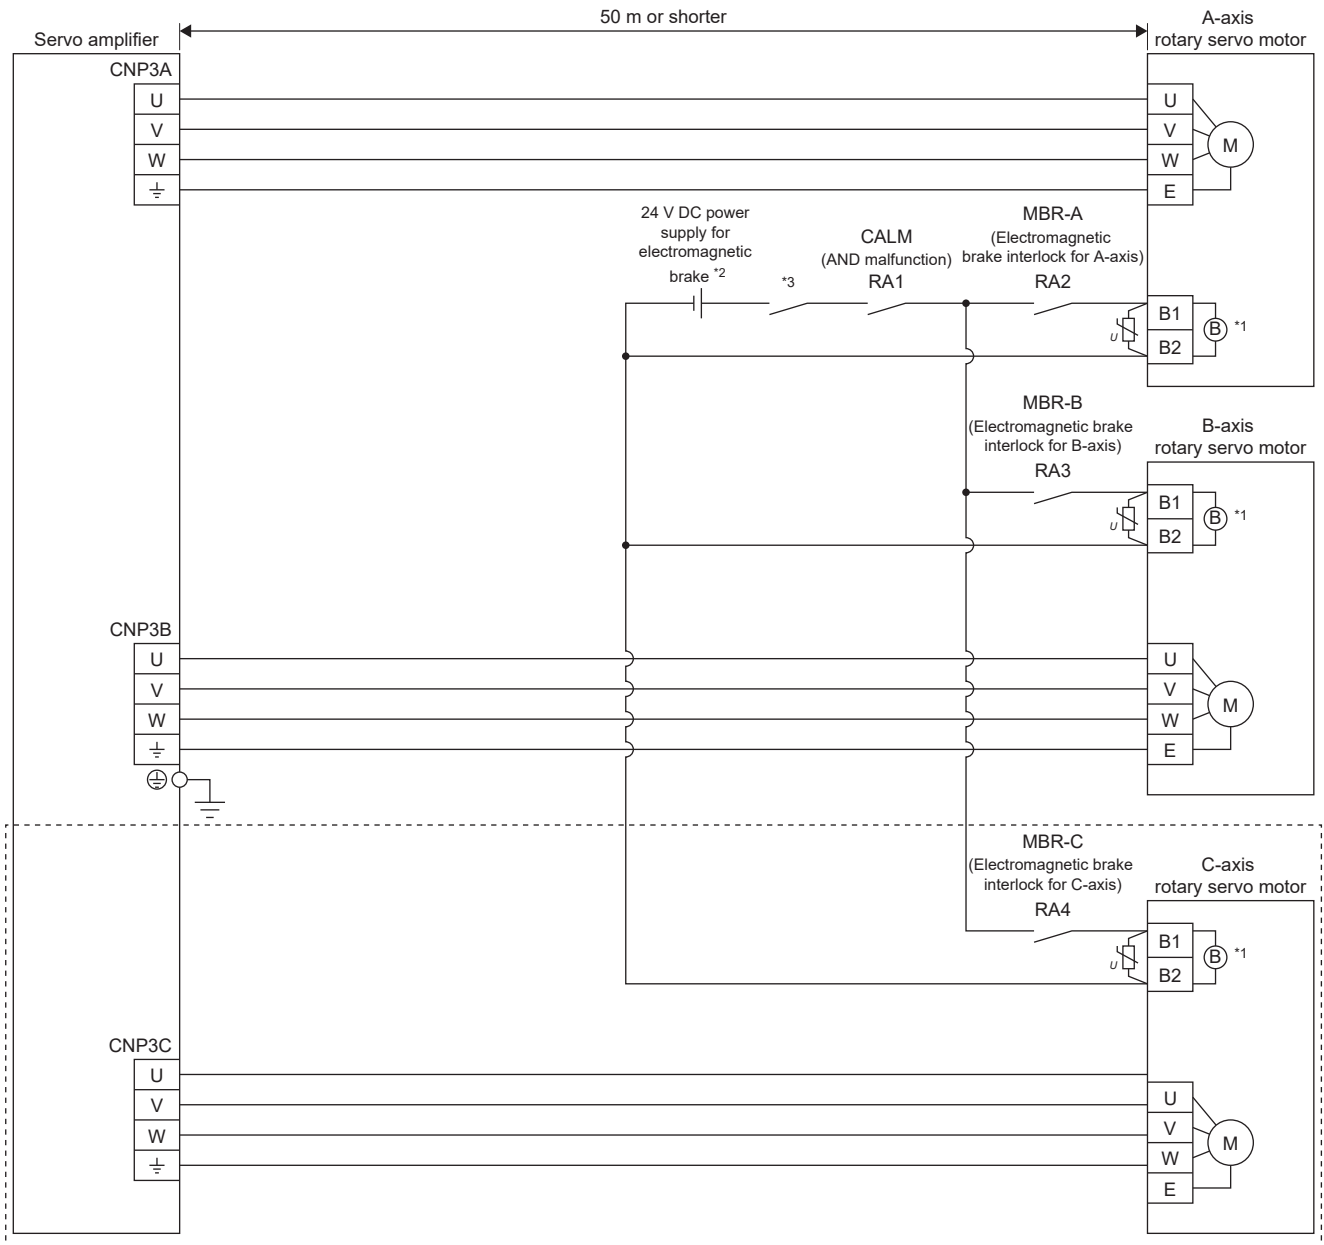 50 m or shorter
Servo amplifier
A-axis
rotary servo motor
CNP3A
U
V
W
U
V
W
E
M
24 V DC power
supply for
electromagnetic
brake *2
*3
CALM
(AND malfunction)
RA1
MBR-A
(Electromagnetic
brake interlock for A-axis)
RA2
U
B1
B2
B
*1
MBR-B
(Electromagnetic brake
interlock for B-axis)
RA3
B-axis
rotary servo motor
U
B1
B2
B
*1
CNP3B
U
V
W
U
V
W
E
M
MBR-C
(Electromagnetic brake
interlock for C-axis)
RA4
C-axis
rotary servo motor
U
B1
B2
B
*1
CNP3C
U
V
W
U
V
W
E
M